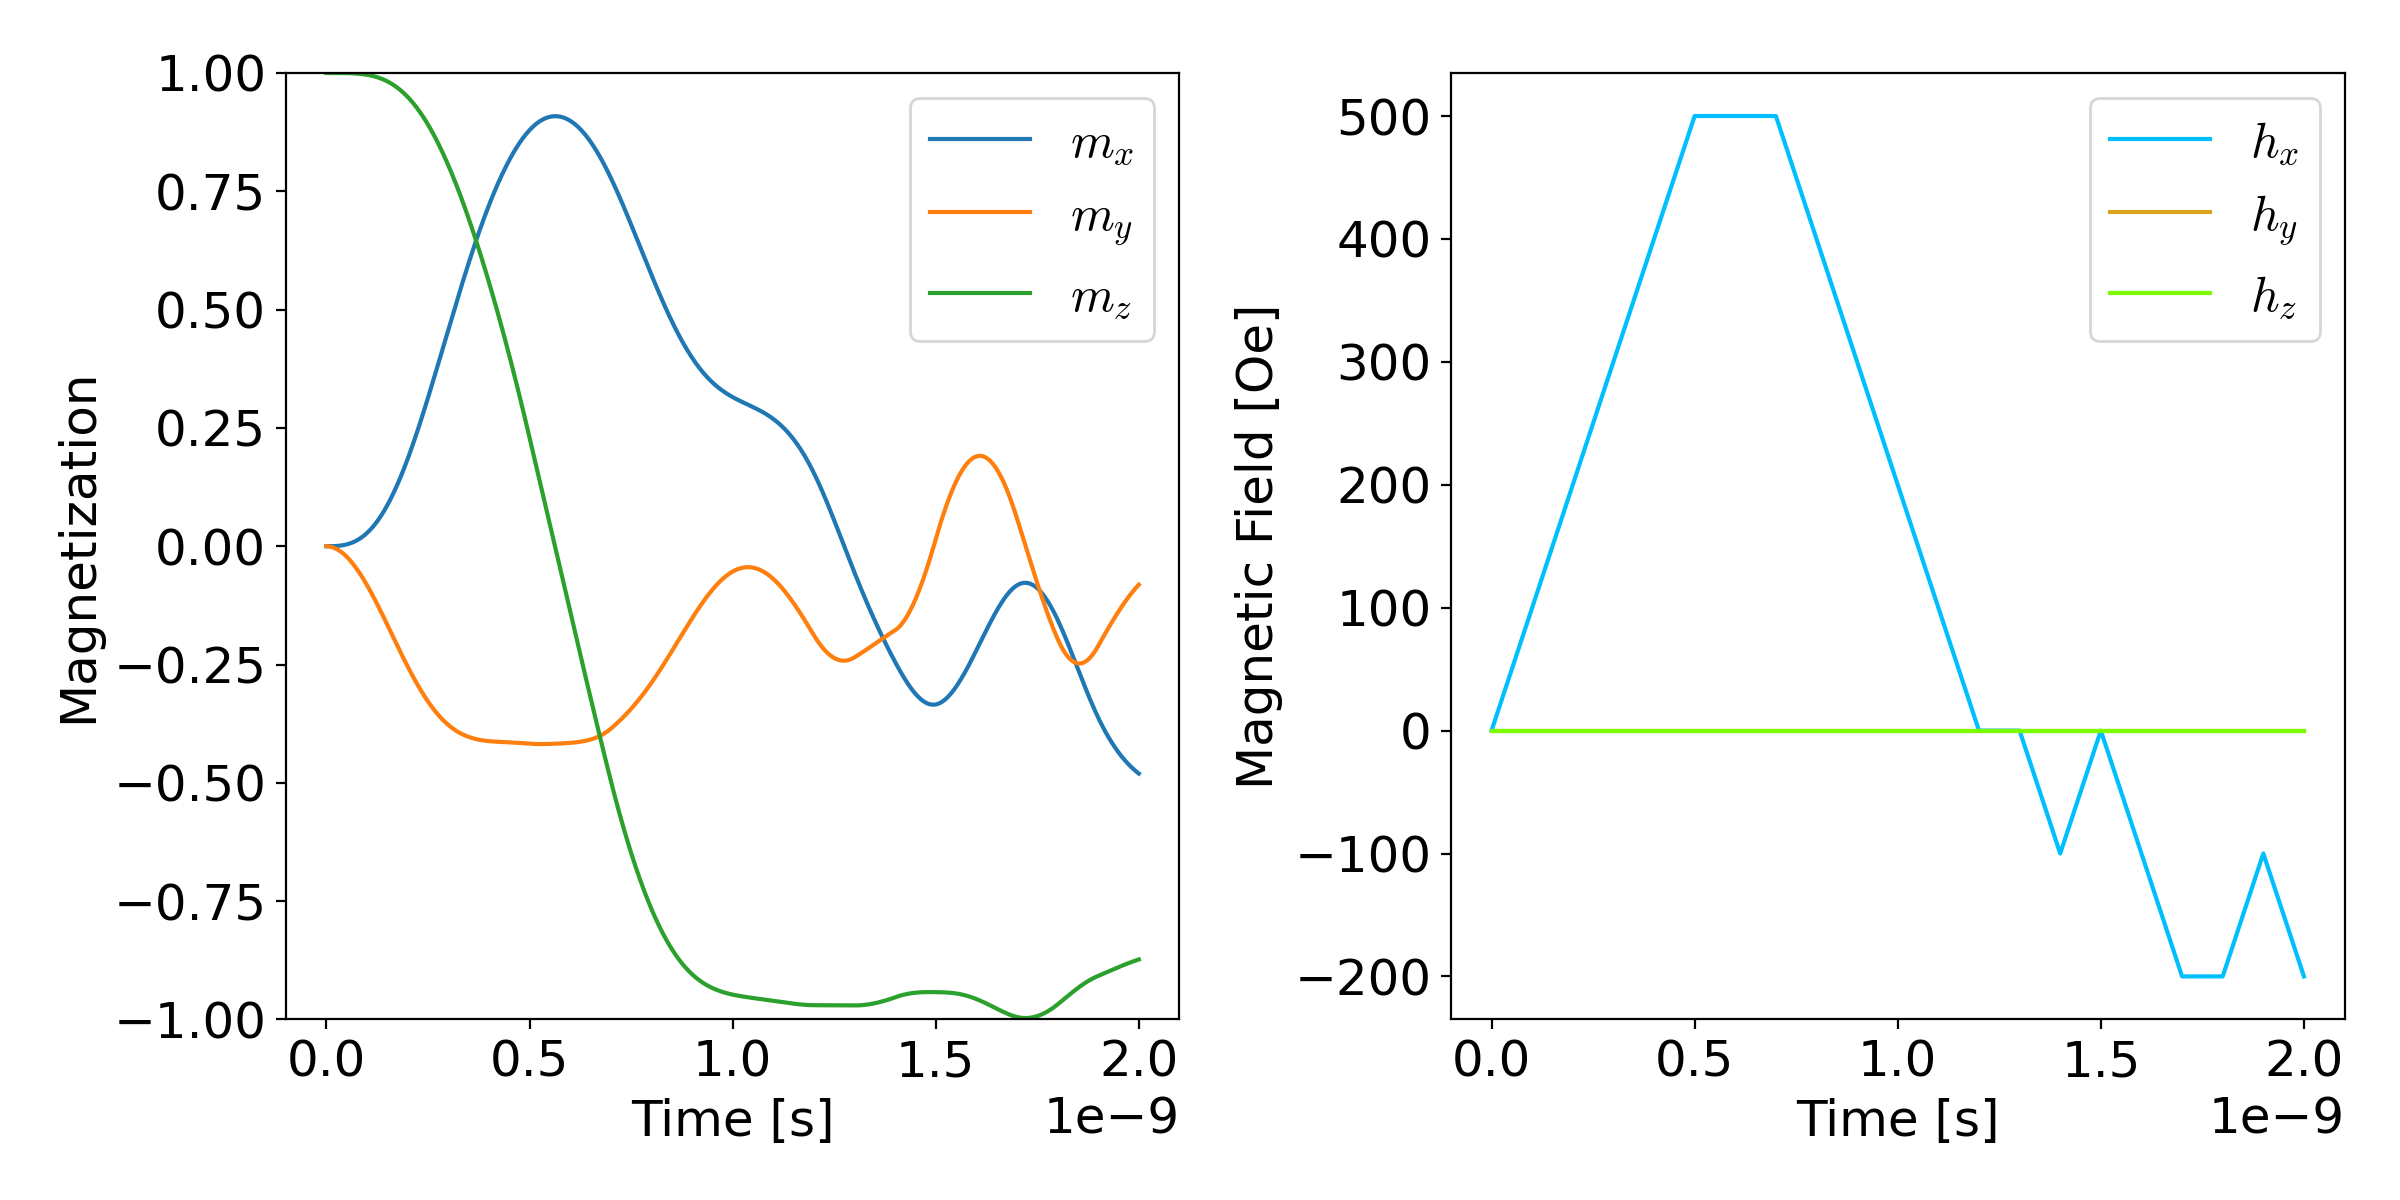 1.00
0.75
0.50
0.25
0.00
−0.25
−0.50
−0.75
−1.00
Magnetization
0.0 0.5 1.0 1.5 2.0
Time [s]
1e−9
m_x
m_y
m_z
500
400
300
200
100
0
−100
−200
Magnetic Field [Oe]
0.0 0.5 1.0 1.5 2.0
Time [s]
1e−9
h_x
h_y
h_z